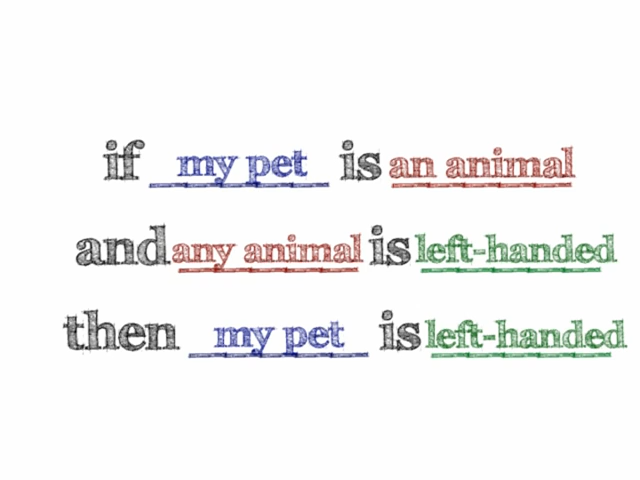 if my pet is an animal
and any animal is left-handed
then my pet is left-handed